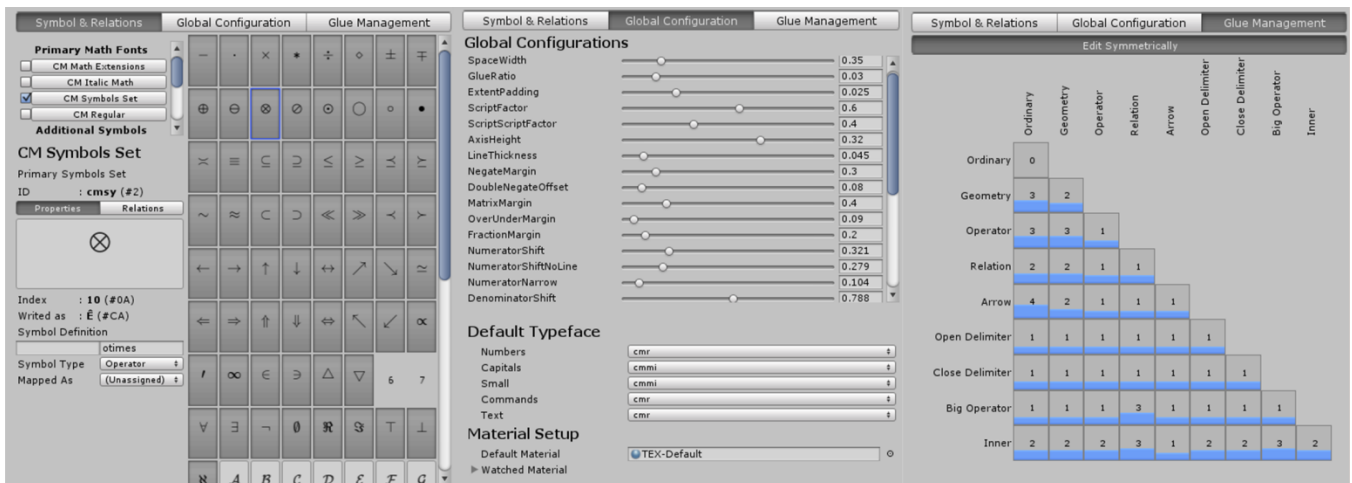 Symbol & Relations
Global Configuration
Glue Management
Primary Math Fonts
CM Math Extensions
CM Italic Math
CM Symbols Set
CM Regular
Additional Symbols
CM Symbols Set
Primary Symbols Set
ID : cmsy (#2)
Properties
Relations
⊗
Index : 10 (#0A)
Writed as : Ê (#CA)
Symbol Definition
otimes
Symbol Type Operator
Mapped As (Unassigned)
− · × * ÷ ⋄ ± ∓
⊕ ⊖ ⊗ ⊘ ⊙ ◯ ∘ •
≍ ≡ ⊆ ⊇ ≤ ≥ ⪯ ⪰
∼ ≈ ⊂ ⊃ ≪ ≫ ≺ ≻
← → ↑ ↓ ↔ ↗ ↘ ≃
⇐ ⇒ ⇑ ⇓ ⇔ ↖ ↙ ∝
′ ∞ ∈ ∋ △ ▽ 6 7
∀ ∃ ¬ ∅ ℜ ℑ ⊤ ⊥
ℵ A B C D E F G
Symbol & Relations
Global Configuration
Glue Management
Global Configurations
SpaceWidth 0.35
GlueRatio 0.03
ExtentPadding 0.025
ScriptFactor 0.6
ScriptScriptFactor 0.4
AxisHeight 0.32
LineThickness 0.045
NegateMargin 0.3
DoubleNegateOffset 0.08
MatrixMargin 0.4
OverUnderMargin 0.09
FractionMargin 0.2
NumeratorShift 0.321
NumeratorShiftNoLine 0.279
NumeratorNarrow 0.104
DenominatorShift 0.788
Default Typeface
Numbers cmr
Capitals cmmi
Small cmmi
Commands cmr
Text cmr
Material Setup
Default Material TEX-Default
Watched Material
Symbol & Relations
Global Configuration
Glue Management
Edit Symmetrically
Ordinary
Geometry
Operator
Relation
Arrow
Open Delimiter
Close Delimiter
Big Operator
Inner
Ordinary 0
Geometry 3 2
Operator 3 3 1
Relation 2 2 1 1
Arrow 4 2 1 1 1
Open Delimiter 1 1 1 1 1 1
Close Delimiter 1 1 1 1 1 1 1
Big Operator 1 1 1 3 1 1 1 1
Inner 2 2 2 3 1 2 2 3 2